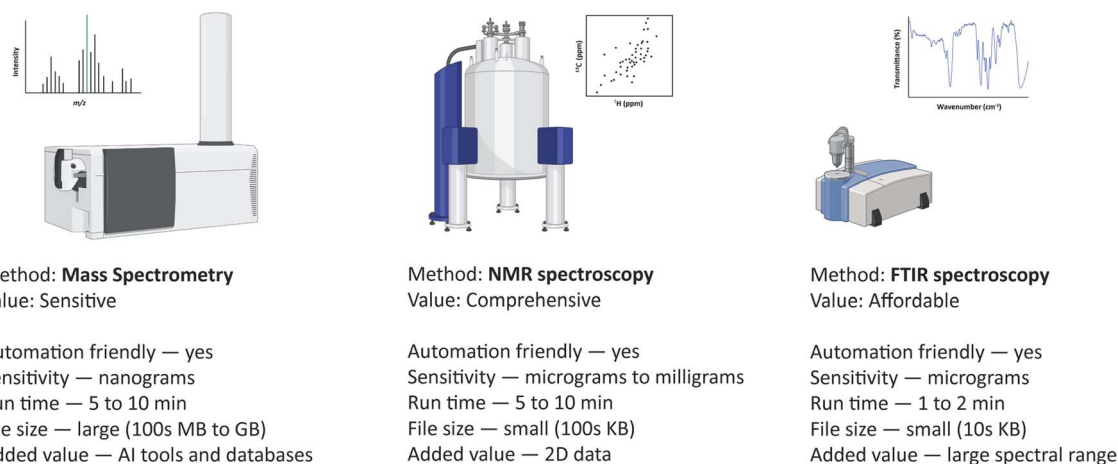 Intensity
m/z
¹⁴C (ppm)
¹H (ppm)
Transmittance (%)
Wavenumber (cm⁻¹)
ethod: Mass Spectrometry
alue: Sensitive
utomation friendly — yes
ensitivity — nanograms
un time — 5 to 10 min
le size — large (100s MB to GB)
dded value — AI tools and databases
Method: NMR spectroscopy
Value: Comprehensive
Automation friendly — yes
Sensitivity — micrograms to milligrams
Run time — 5 to 10 min
File size — small (100s KB)
Added value — 2D data
Method: FTIR spectroscopy
Value: Affordable
Automation friendly — yes
Sensitivity — micrograms
Run time — 1 to 2 min
File size — small (10s KB)
Added value — large spectral range